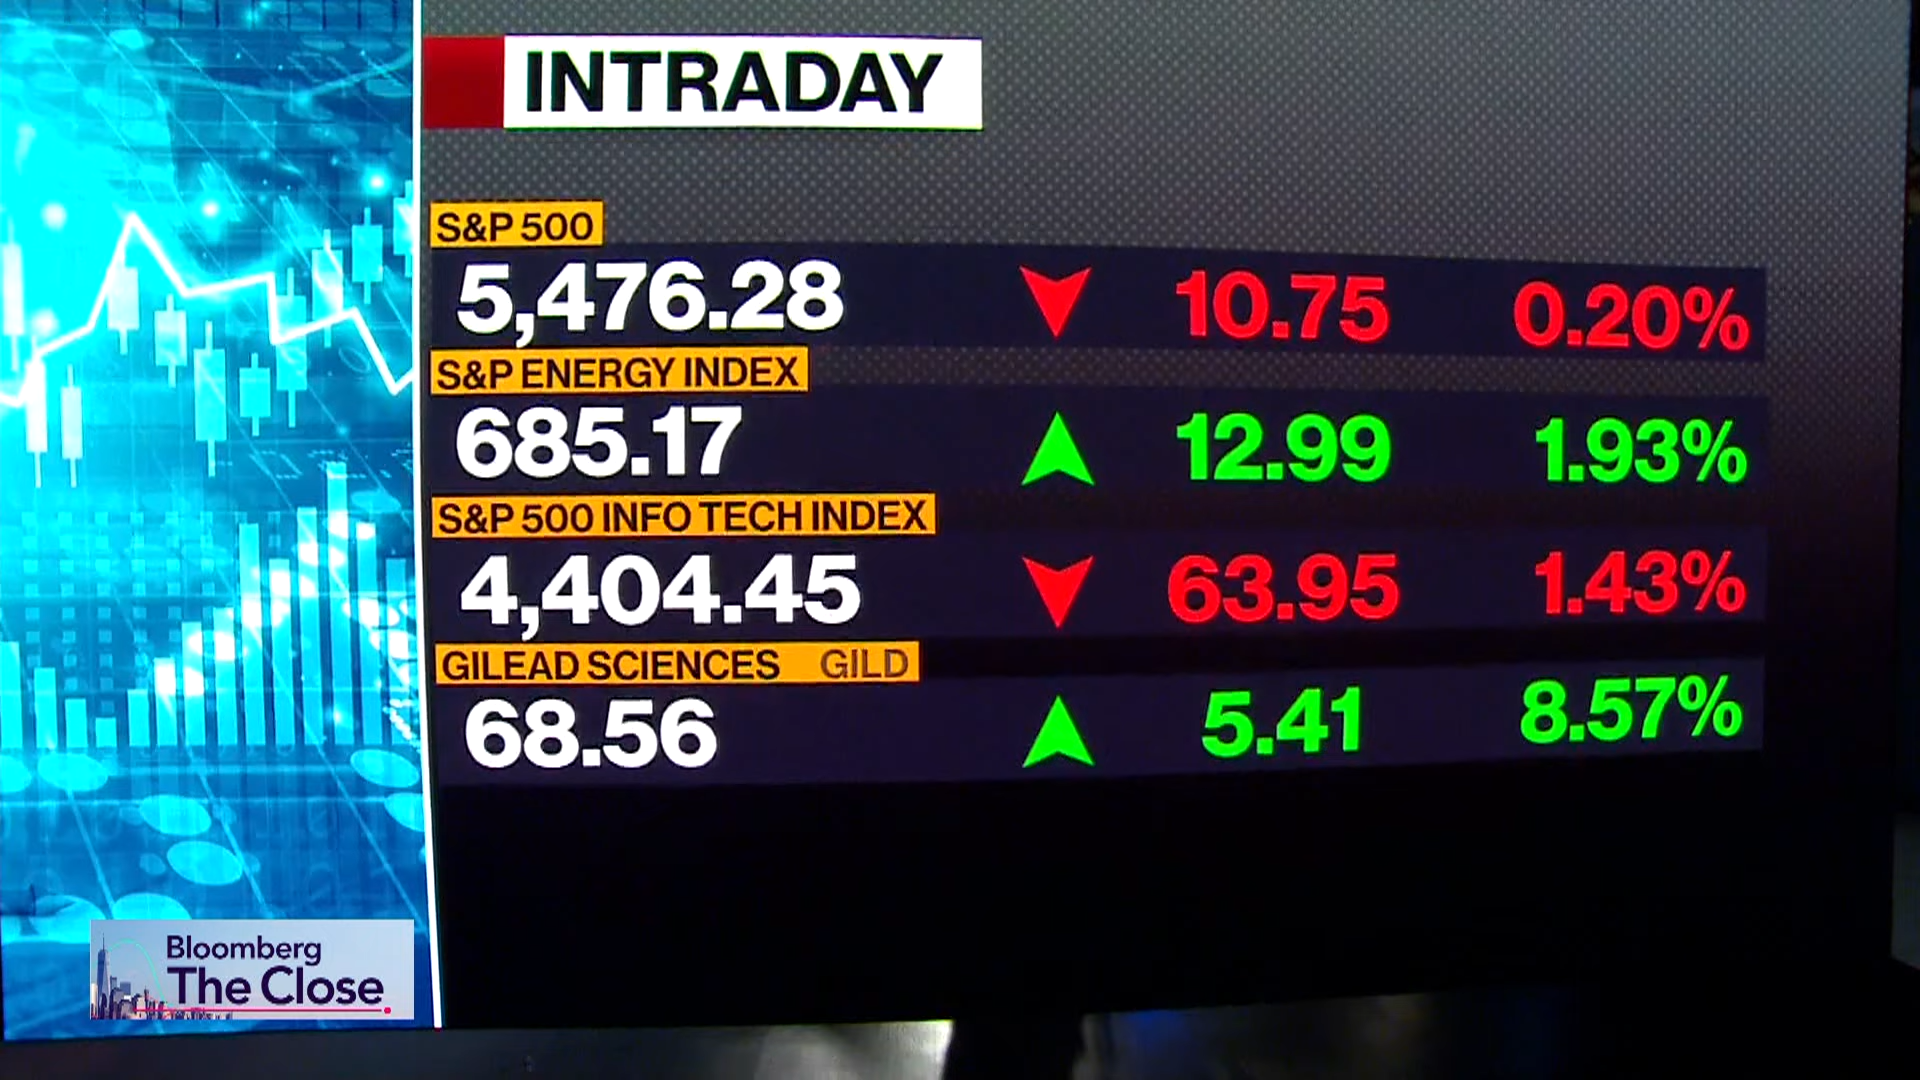 INTRADAY
S&P 500
5,476.28 10.75 0.20%
S&P ENERGY INDEX
685.17 12.99 1.93%
S&P 500 INFO TECH INDEX
4,404.45 63.95 1.43%
GILEAD SCIENCES GILD
68.56 5.41 8.57%
Bloomberg
The Close